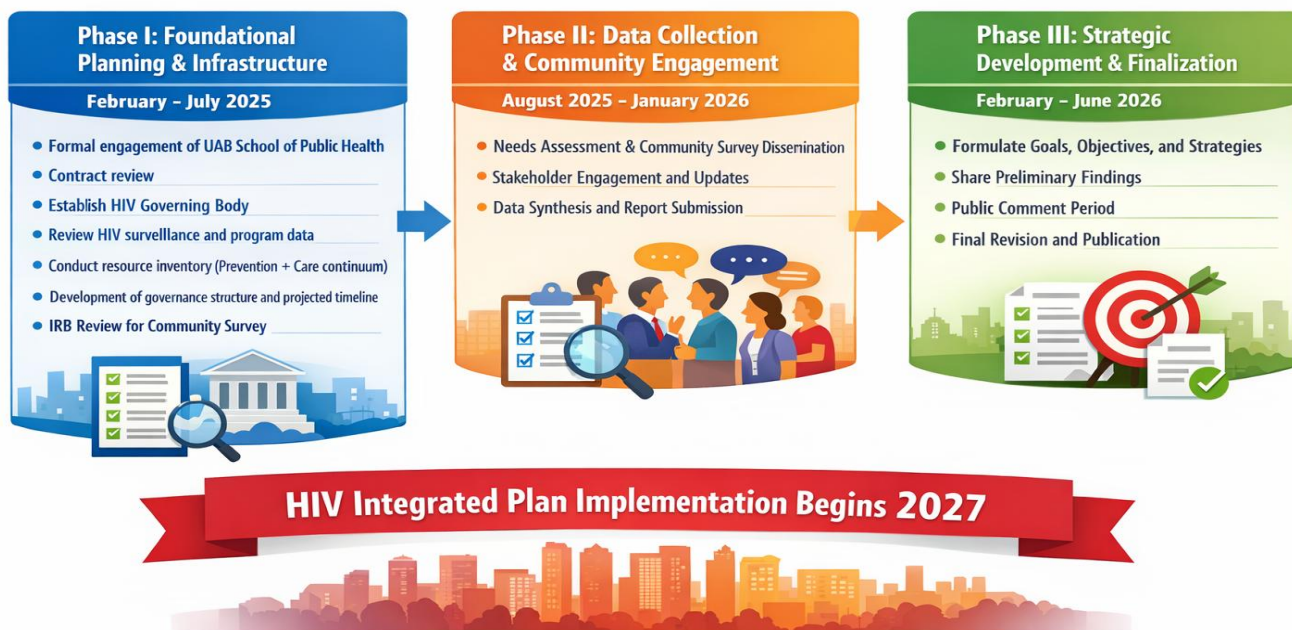 Phase I: Foundational
Planning & Infrastructure
February – July 2025
• Formal engagement of UAB School of Public Health
• Contract review
• Establish HIV Governing Body
• Review HIV surveillance and program data
• Conduct resource inventory (Prevention + Care continuum)
• Development of governance structure and projected timeline
• IRB Review for Community Survey
Phase II: Data Collection
& Community Engagement
August 2025 – January 2026
• Needs Assessment & Community Survey Dissemination
• Stakeholder Engagement and Updates
• Data Synthesis and Report Submission
Phase III: Strategic
Development & Finalization
February – June 2026
• Formulate Goals, Objectives, and Strategies
• Share Preliminary Findings
• Public Comment Period
• Final Revision and Publication
HIV Integrated Plan Implementation Begins 2027